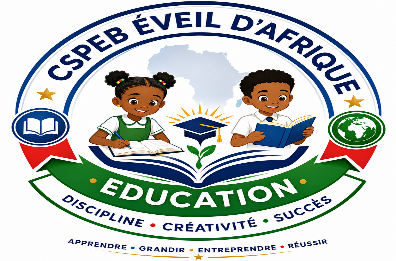 CSPEB ÉVEIL D'AFRIQUE
EDUCATION
DISCIPLINE • CRÉATIVITÉ • SUCCÈS
APPRENDRE • GRANDIR • ENTREPRENDRE • RÉUSSIR